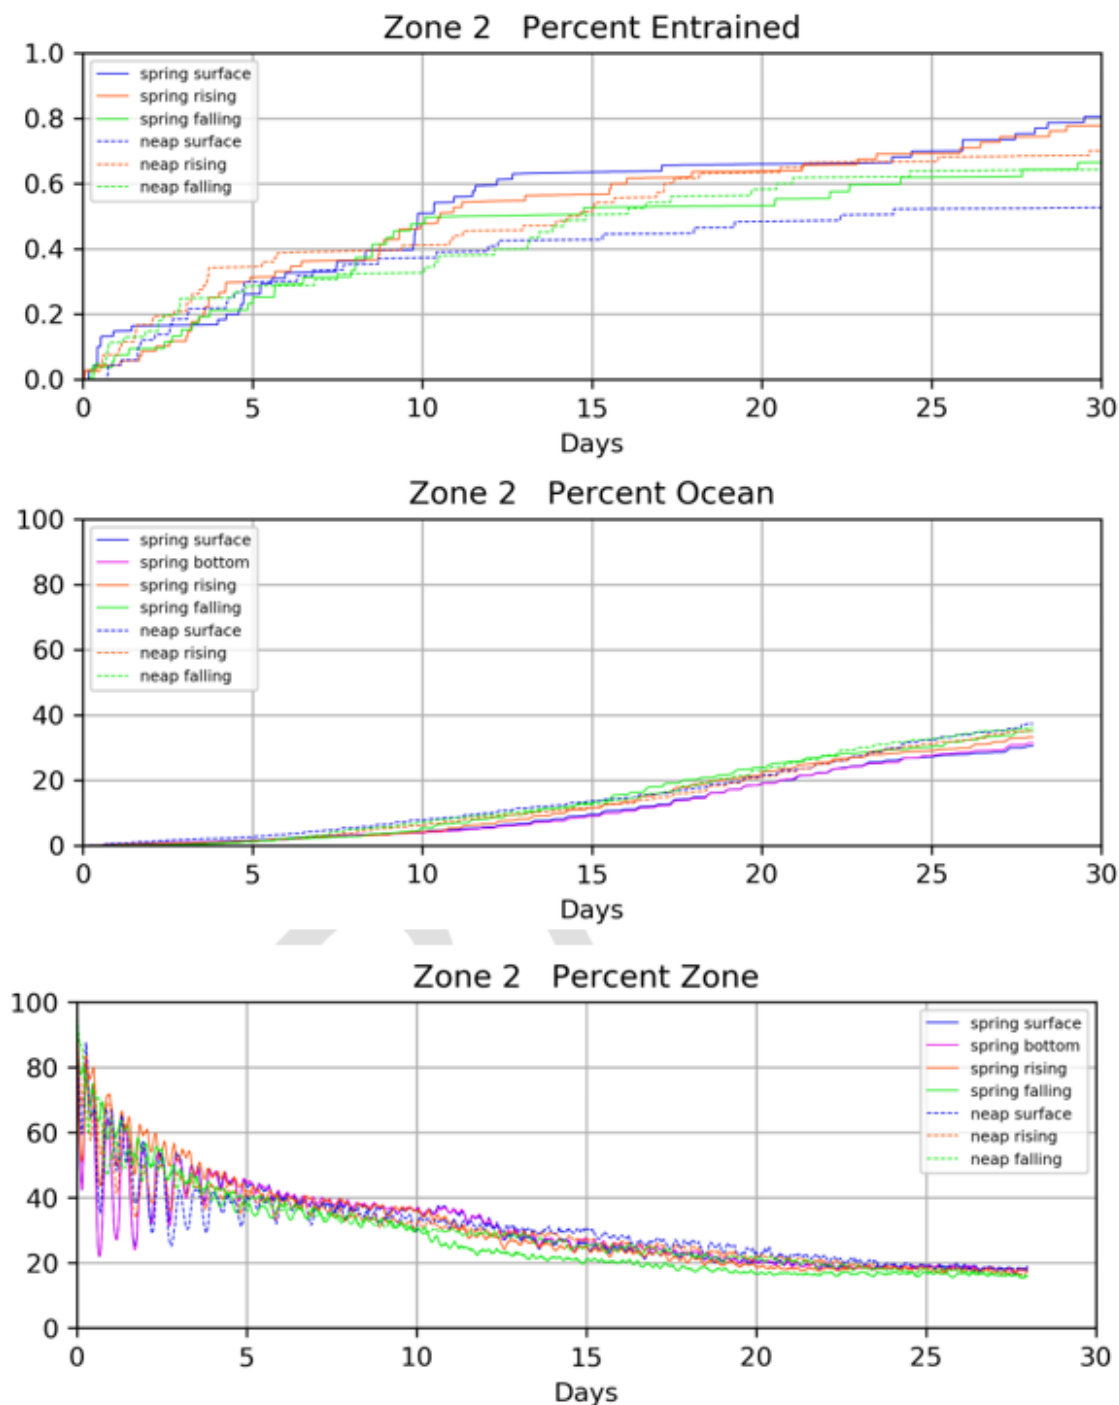 Zone 2   Percent Entrained
1.0
0.8
0.6
0.4
0.2
0.0
spring surface
spring rising
spring falling
neap surface
neap rising
neap falling
0 5 10 15 20 25 30
Days
Zone 2   Percent Ocean
100
80
60
40
20
0
spring surface
spring bottom
spring rising
spring falling
neap surface
neap rising
neap falling
0 5 10 15 20 25 30
Days
Zone 2   Percent Zone
100
80
60
40
20
0
spring surface
spring bottom
spring rising
spring falling
neap surface
neap rising
neap falling
0 5 10 15 20 25 30
Days